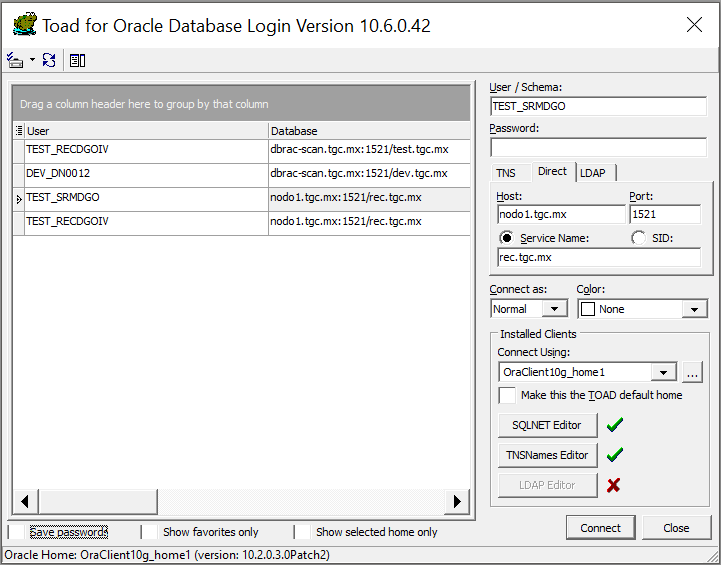 Toad for Oracle Database Login Version 10.6.0.42
Drag a column header here to group by that column
User Database
TEST_RECDGOIV dbrac-scan.tgc.mx:1521/test.tgc.mx
DEV_DN0012 dbrac-scan.tgc.mx:1521/dev.tgc.mx
TEST_SRMDGO nodo1.tgc.mx:1521/rec.tgc.mx
TEST_RECDGOIV nodo1.tgc.mx:1521/rec.tgc.mx
Save passwords Show favorites only Show selected home only
User / Schema:
TEST_SRMDGO
Password:
TNS Direct LDAP
Host: Port:
nodo1.tgc.mx 1521
Service Name: SID:
rec.tgc.mx
Connect as: Color:
Normal None
Installed Clients
Connect Using:
OraClient10g_home1 ...
Make this the TOAD default home
SQLNET Editor
TNSNames Editor
LDAP Editor
Connect Close
Oracle Home: OraClient10g_home1 (version: 10.2.0.3.0Patch2)